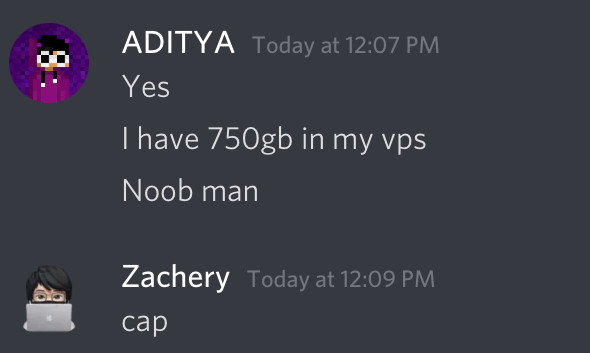 ADITYA Today at 12:07 PM
Yes
I have 750gb in my vps
Noob man
Zachery Today at 12:09 PM
cap